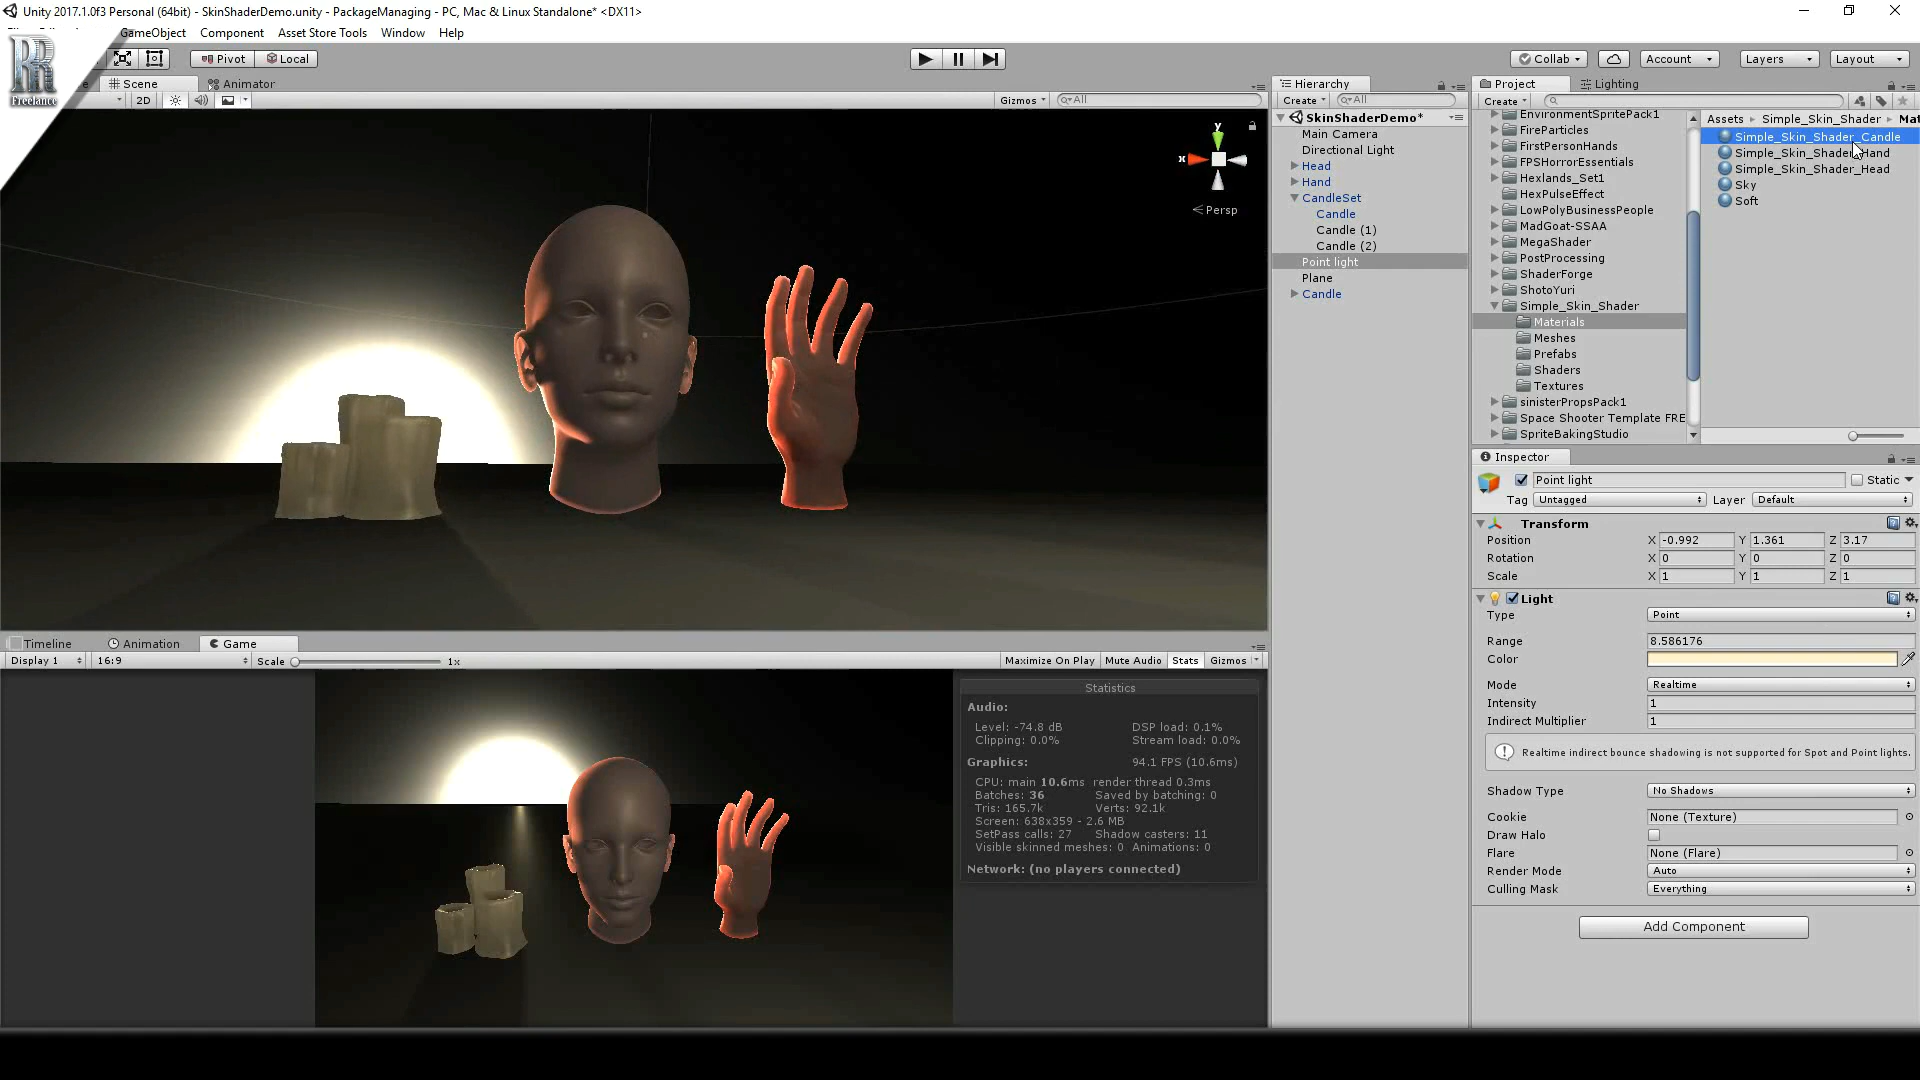 Unity 2017.1.0f3 Personal (64bit) - SkinShaderDemo.unity - PackageManaging - PC, Mac & Linux Standalone* <DX11>
GameObject Component Asset Store Tools Window Help
RR
Freelance
Pivot Local
Collab Account Layers Layout
Scene Animator
2D Gizmos All
y
x
Persp
Hierarchy
Create All
SkinShaderDemo*
Main Camera
Directional Light
Head
Hand
CandleSet
Candle
Candle (1)
Candle (2)
Point light
Plane
Candle
Project Lighting
Create
EnvironmentSpritePack1
FireParticles
FirstPersonHands
FPSHorrorEssentials
Hexlands_Set1
HexPulseEffect
LowPolyBusinessPeople
MadGoat-SSAA
MegaShader
PostProcessing
ShaderForge
ShotoYuri
Simple_Skin_Shader
Materials
Meshes
Prefabs
Shaders
Textures
sinisterPropsPack1
Space Shooter Template FRE
SpriteBakingStudio
Assets Simple_Skin_Shader Mat
Simple_Skin_Shader_Candle
Simple_Skin_Shader_Hand
Simple_Skin_Shader_Head
Sky
Soft
Inspector
Point light Static
Tag Untagged Layer Default
Transform
Position X -0.992 Y 1.361 Z 3.17
Rotation X 0 Y 0 Z 0
Scale X 1 Y 1 Z 1
Light
Type Point
Range 8.586176
Color
Mode Realtime
Intensity 1
Indirect Multiplier 1
Realtime indirect bounce shadowing is not supported for Spot and Point lights.
Shadow Type No Shadows
Cookie None (Texture)
Draw Halo
Flare None (Flare)
Render Mode Auto
Culling Mask Everything
Add Component
Timeline Animation Game
Display 1 16:9 Scale 1x Maximize On Play Mute Audio Stats Gizmos
Statistics
Audio:
Level: -74.8 dB DSP load: 0.1%
Clipping: 0.0% Stream load: 0.0%
Graphics: 94.1 FPS (10.6ms)
CPU: main 10.6ms render thread 0.3ms
Batches: 36 Saved by batching: 0
Tris: 165.7k Verts: 92.1k
Screen: 638x359 - 2.6 MB
SetPass calls: 27 Shadow casters: 11
Visible skinned meshes: 0 Animations: 0
Network: (no players connected)